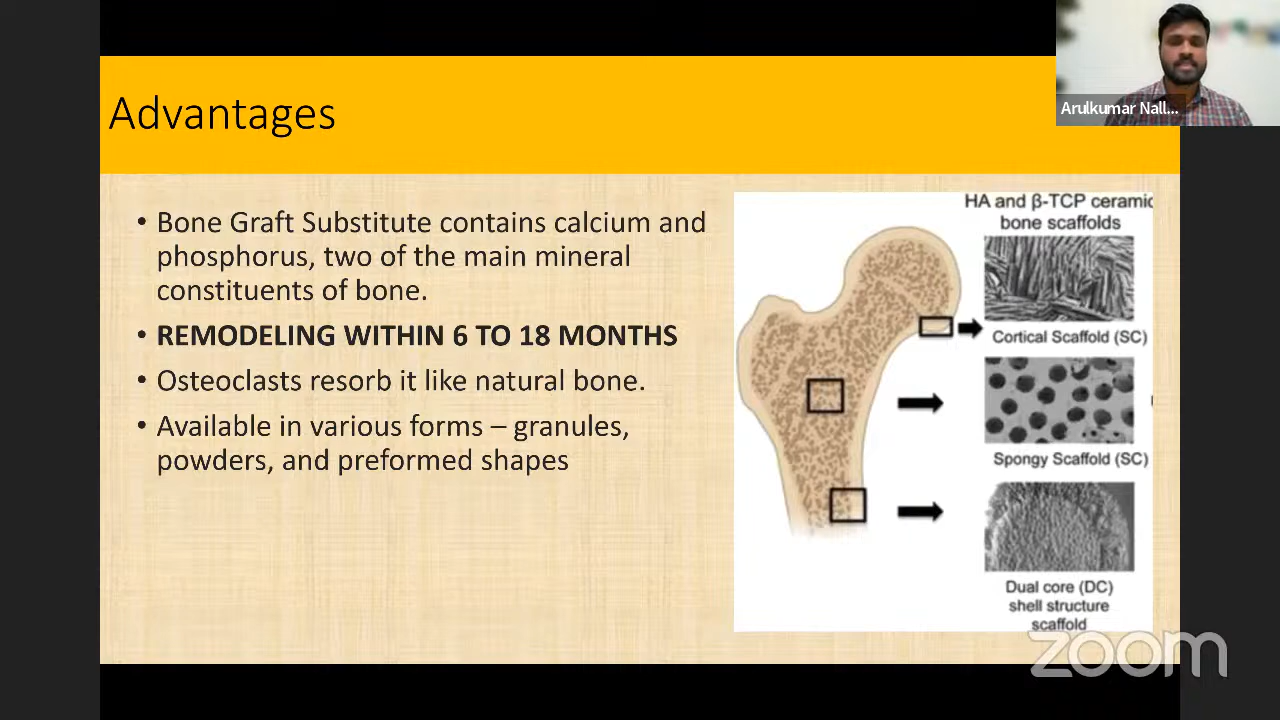 Advantages
Arulkumar Nall...
• Bone Graft Substitute contains calcium and
phosphorus, two of the main mineral
constituents of bone.
• REMODELING WITHIN 6 TO 18 MONTHS
• Osteoclasts resorb it like natural bone.
• Available in various forms – granules,
powders, and preformed shapes
HA and β-TCP ceramic
bone scaffolds
Cortical Scaffold (SC)
Spongy Scaffold (SC)
Dual core (DC)
shell structure
scaffold
zoom